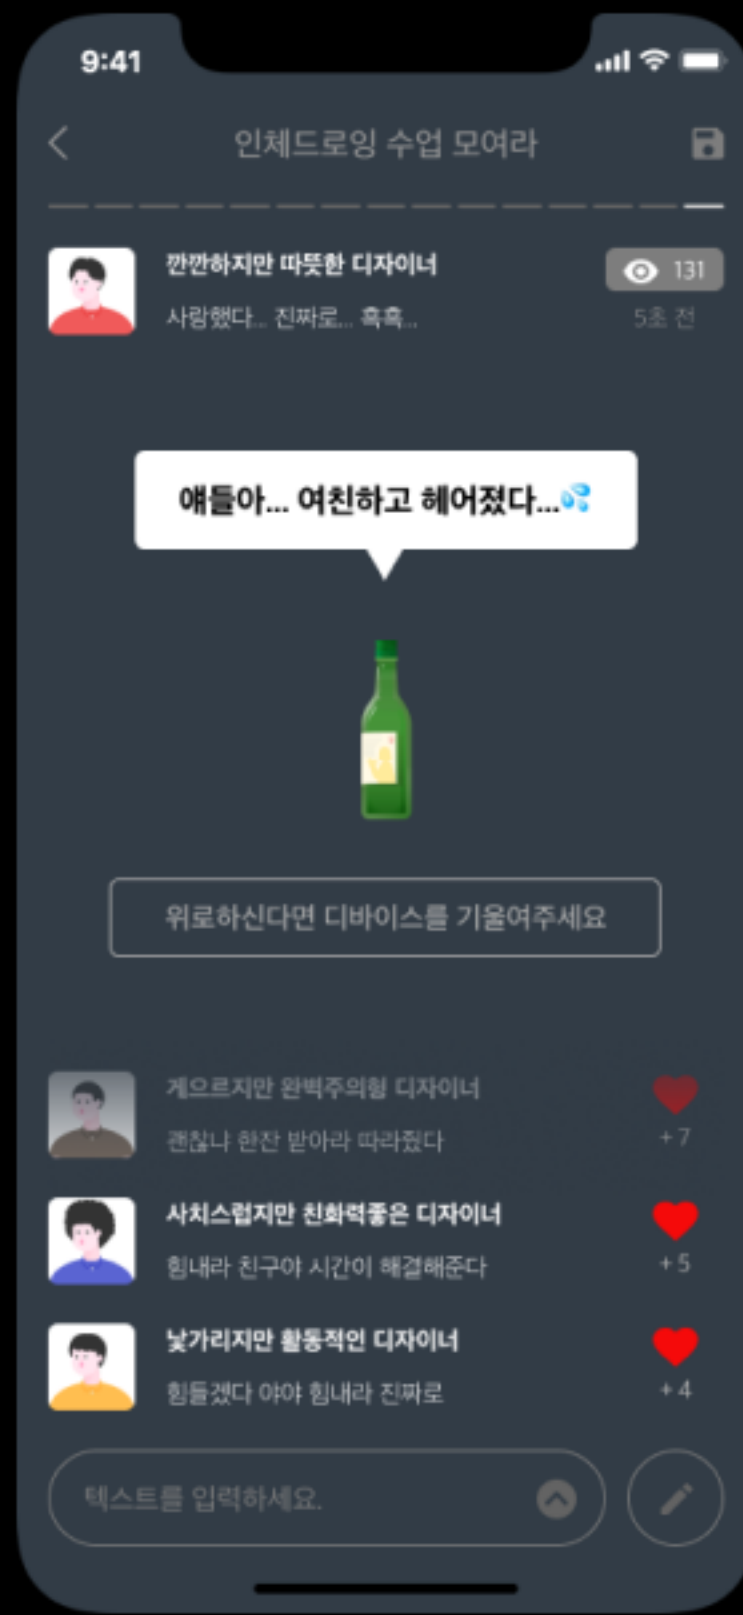 9:41
인체드로잉 수업 모여라
깐깐하지만 따뜻한 디자이너
131
사랑했다... 진짜로... 흑흑...
5초 전
얘들아... 여친하고 헤어졌다...💦
위로하신다면 디바이스를 기울여주세요
게으르지만 완벽주의형 디자이너
괜찮냐 한잔 받아라 따라줬다
+ 7
사치스럽지만 친화력좋은 디자이너
힘내라 친구야 시간이 해결해준다
+ 5
낯가리지만 활동적인 디자이너
힘들겠다 야야 힘내라 진짜로
+ 4
텍스트를 입력하세요.